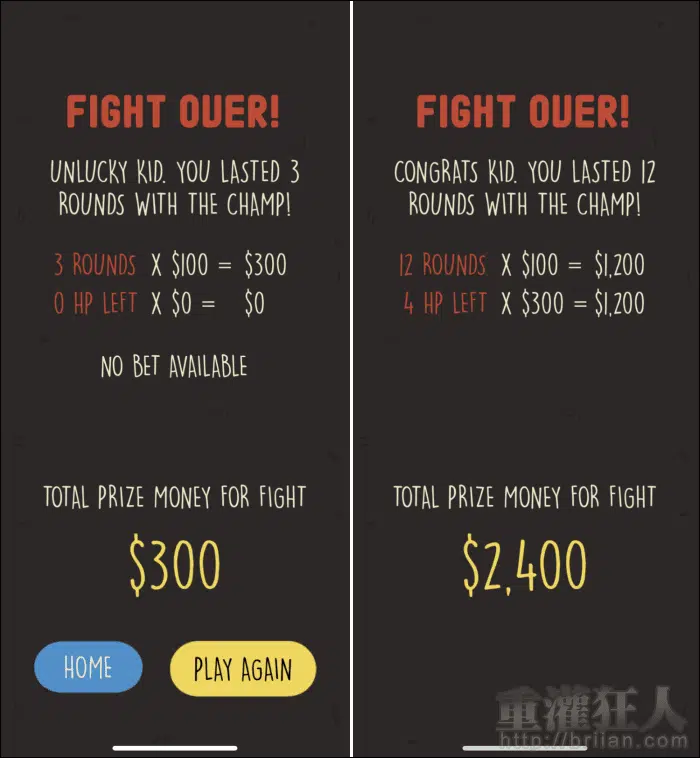 FIGHT OVER!
UNLUCKY KID. YOU LASTED 3
ROUNDS WITH THE CHAMP!
3 ROUNDS X $100 = $300
0 HP LEFT X $0 = $0
NO BET AVAILABLE
TOTAL PRIZE MONEY FOR FIGHT
$300
HOME
PLAY AGAIN
FIGHT OVER!
CONGRATS KID. YOU LASTED 12
ROUNDS WITH THE CHAMP!
12 ROUNDS X $100 = $1,200
4 HP LEFT X $300 = $1,200
TOTAL PRIZE MONEY FOR FIGHT
$2,400
重灌狂人
http://briian.com